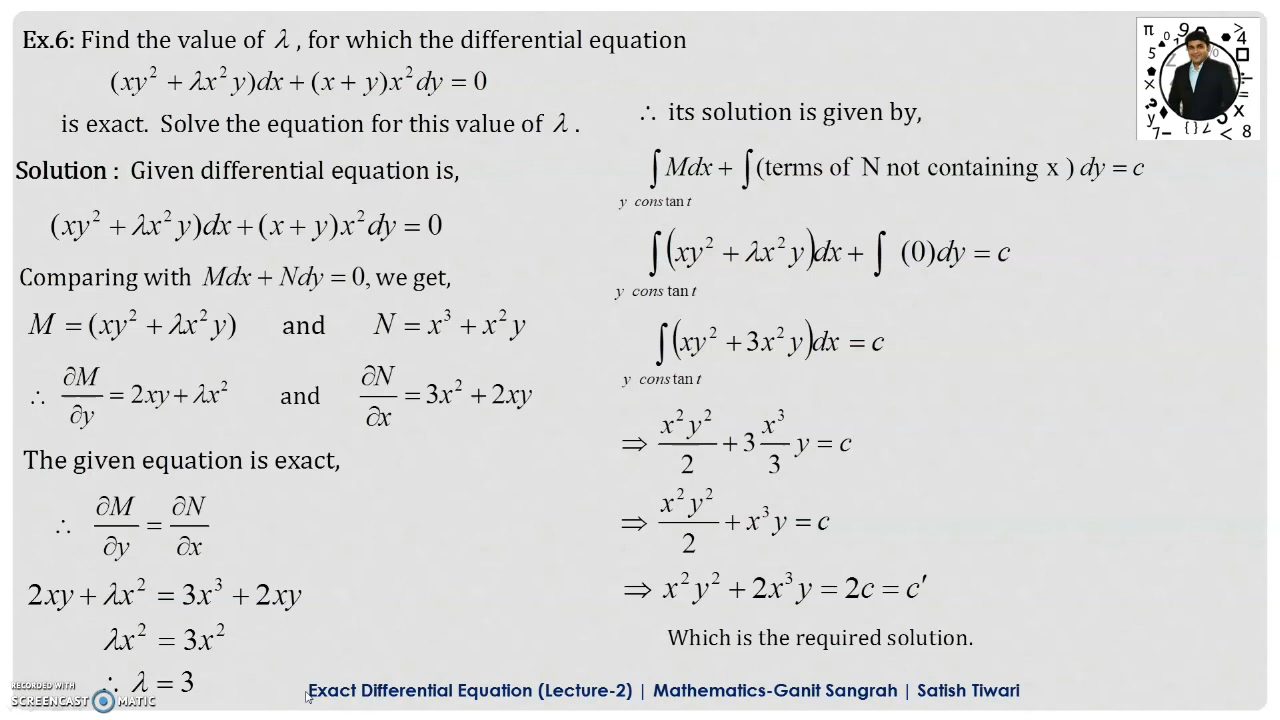 Ex.6: Find the value of λ , for which the differential equation
(xy² + λx²y)dx + (x + y)x²dy = 0
is exact. Solve the equation for this value of λ .
Solution : Given differential equation is,
(xy² + λx²y)dx + (x + y)x²dy = 0
Comparing with Mdx + Ndy = 0, we get,
M = (xy² + λx²y) and N = x³ + x²y
∴ ∂M/∂y = 2xy + λx² and ∂N/∂x = 3x² + 2xy
The given equation is exact,
∴ ∂M/∂y = ∂N/∂x
2xy + λx² = 3x³ + 2xy
λx² = 3x²
∴ λ = 3
∴ its solution is given by,
∫Mdx + ∫(terms of N not containing x ) dy = c
y constant
∫(xy² + λx²y)dx + ∫ (0)dy = c
y constant
∫(xy² + 3x²y)dx = c
y constant
⇒ x²y²/2 + 3 x³/3 y = c
⇒ x²y²/2 + x³y = c
⇒ x²y² + 2x³y = 2c = c′
Which is the required solution.
Exact Differential Equation (Lecture-2) | Mathematics-Ganit Sangrah | Satish Tiwari
RECORDED WITH
SCREENCAST MATIC